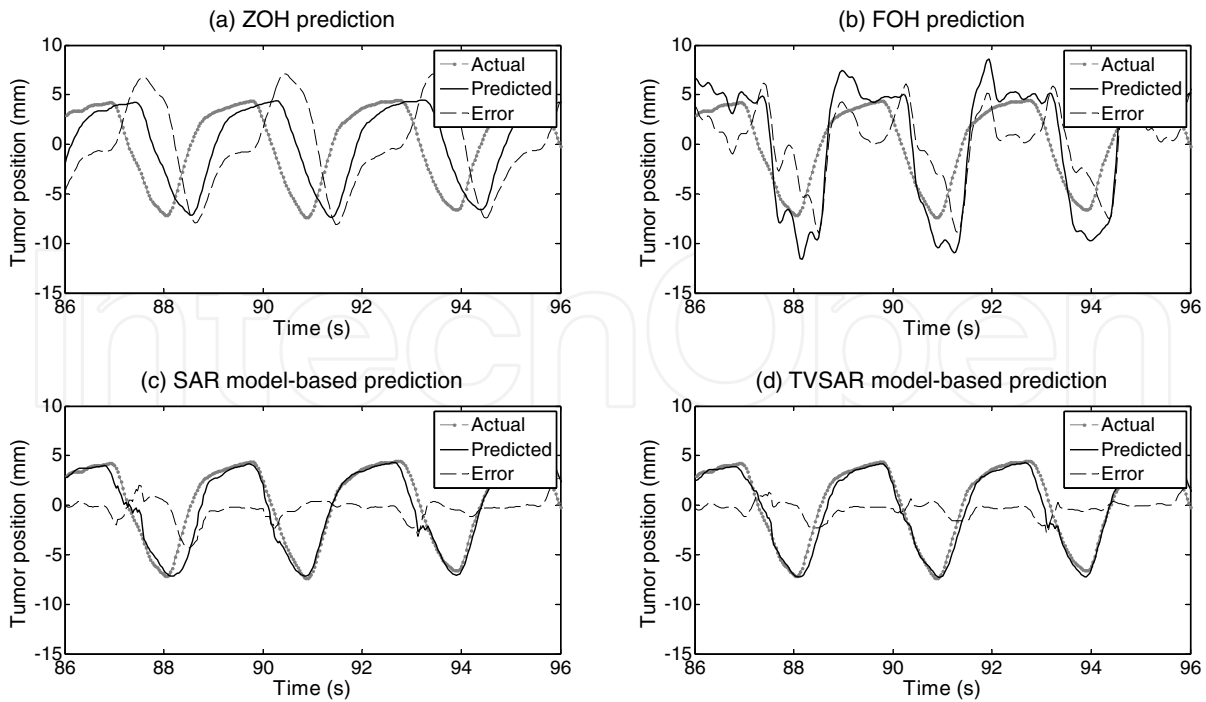 (a) ZOH prediction
10
5
0
-5
-10
-15
Tumor position (mm)
Actual
Predicted
Error
86
88
90
92
94
96
Time (s)
(b) FOH prediction
10
5
0
-5
-10
-15
Tumor position (mm)
Actual
Predicted
Error
86
88
90
92
94
96
Time (s)
IntechOpen
(c) SAR model-based prediction
10
5
0
-5
-10
-15
Tumor position (mm)
Actual
Predicted
Error
86
88
90
92
94
96
Time (s)
(d) TVSAR model-based prediction
10
5
0
-5
-10
-15
Tumor position (mm)
Actual
Predicted
Error
86
88
90
92
94
96
Time (s)